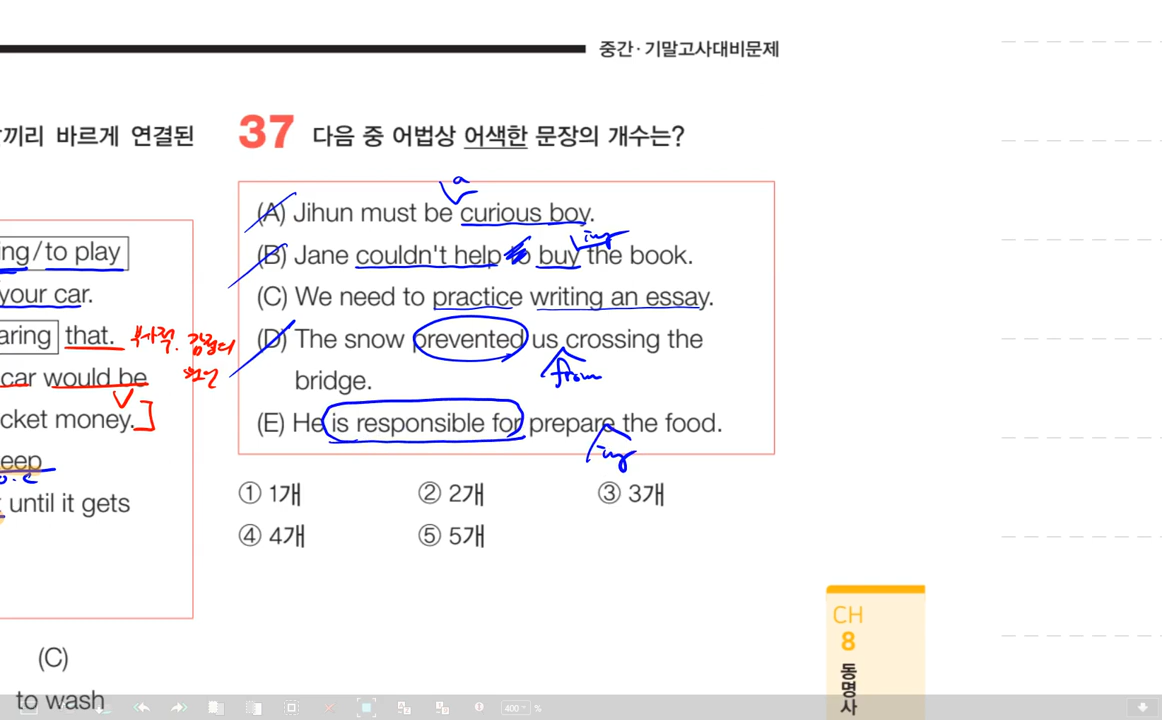 중간·기말고사대비문제
끼리 바르게 연결된
ing/to play
your car.
aring that.
car would be
cket money.
eep
o.c
until it gets
(C)
to wash
37 다음 중 어법상 어색한 문장의 개수는?
a
(A) Jihun must be curious boy.
ing
(B) Jane couldn't help to buy the book.
(C) We need to practice writing an essay.
(D) The snow prevented us crossing the
from
bridge.
(E) He is responsible for prepare the food.
ing
① 1개 ② 2개 ③ 3개
④ 4개 ⑤ 5개
CH
8
동명사
400 %